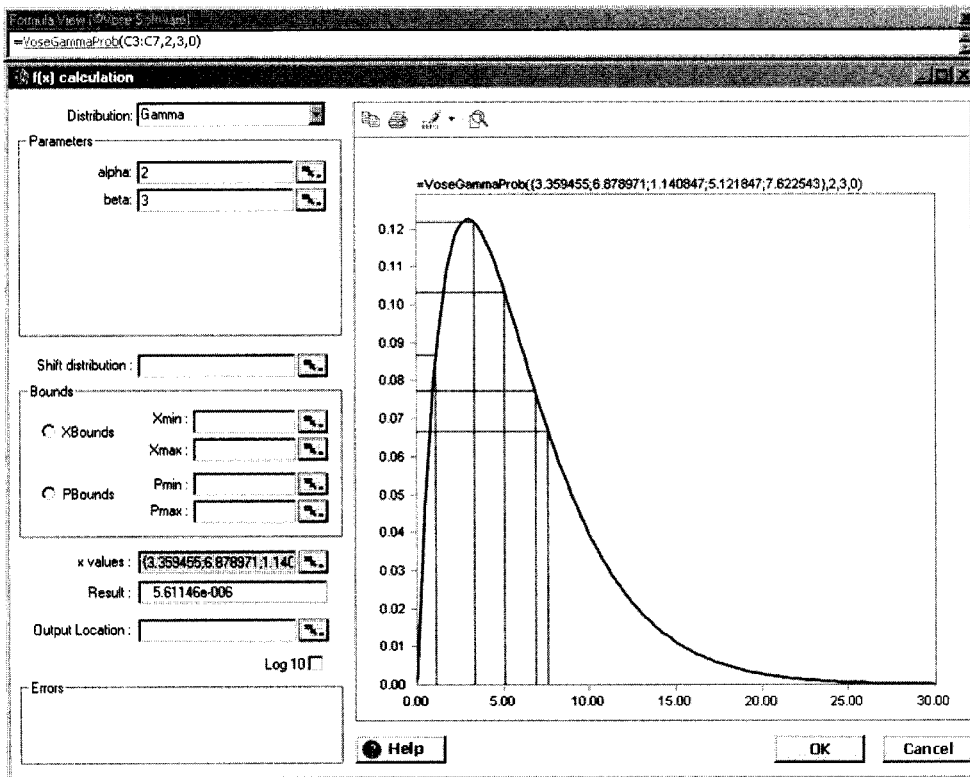 Formula View [©Vose Software]
=VoseGammaProb(C3:C7,2,3,0)
f(x) calculation
Distribution: Gamma
Parameters
alpha: 2
beta: 3
Shift distribution :
Bounds
XBounds
Xmin :
Xmax :
PBounds
Pmin :
Pmax :
x values : {3.359455;6.878971;1.140
Result : 5.61146e-006
Output Location :
Log 10
Errors
=VoseGammaProb({3.359455;6.878971;1.140847;5.121847;7.622543},2,3,0)
0.12
0.11
0.10
0.09
0.08
0.07
0.06
0.05
0.04
0.03
0.02
0.01
0.00
0.00 5.00 10.00 15.00 20.00 25.00 30.00
Help
OK
Cancel